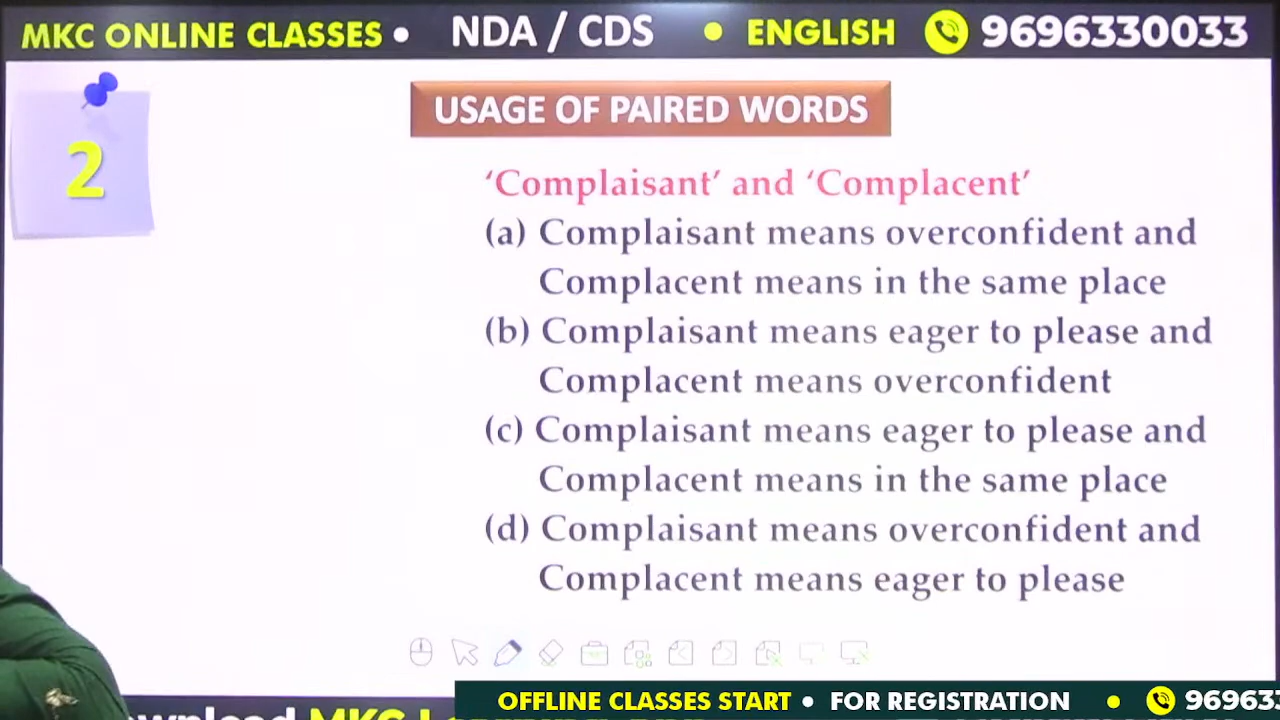 MKC ONLINE CLASSES • NDA / CDS • ENGLISH 9696330033
2
USAGE OF PAIRED WORDS
‘Complaisant’ and ‘Complacent’
(a) Complaisant means overconfident and
Complacent means in the same place
(b) Complaisant means eager to please and
Complacent means overconfident
(c) Complaisant means eager to please and
Complacent means in the same place
(d) Complaisant means overconfident and
Complacent means eager to please
OFFLINE CLASSES START • FOR REGISTRATION • 969633
MKC